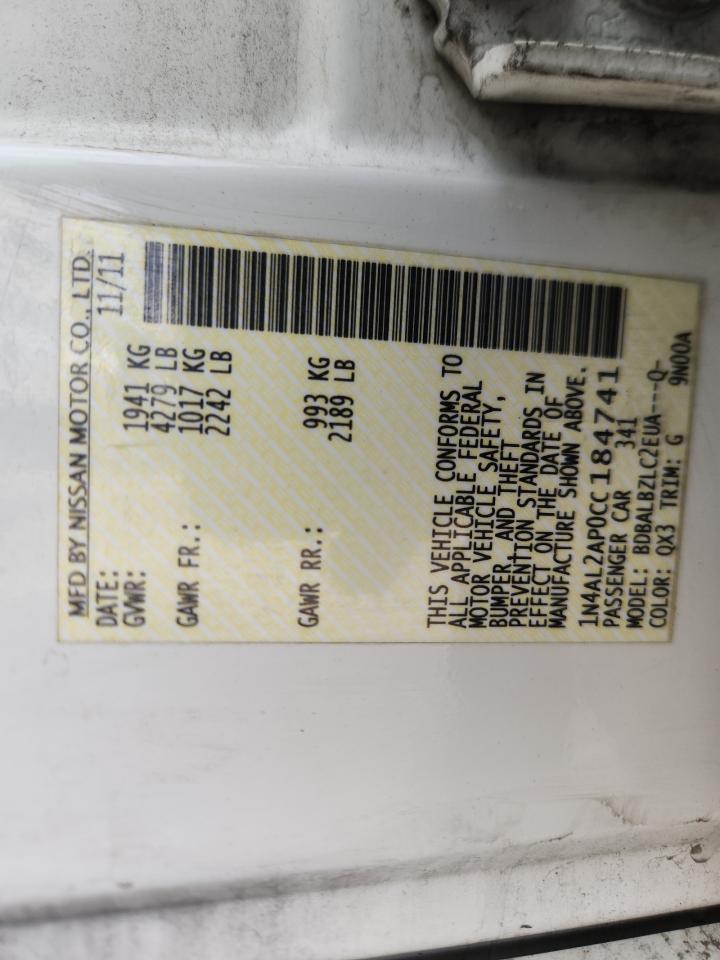 MFD BY NISSAN MOTOR CO., LTD.
DATE: 11/11
GVWR: 1941 KG
4279 LB
GAWR FR.: 1017 KG
2242 LB
GAWR RR.: 993 KG
2189 LB
THIS VEHICLE CONFORMS TO
ALL APPLICABLE FEDERAL
MOTOR VEHICLE SAFETY,
BUMPER AND THEFT
PREVENTION STANDARDS IN
EFFECT ON THE DATE OF
MANUFACTURE SHOWN ABOVE.
1N4AL2AP0CC184741
PASSENGER CAR 341
MODEL: BDBALBZLC2EUA---Q-
COLOR: QX3 TRIM: G 9N00A